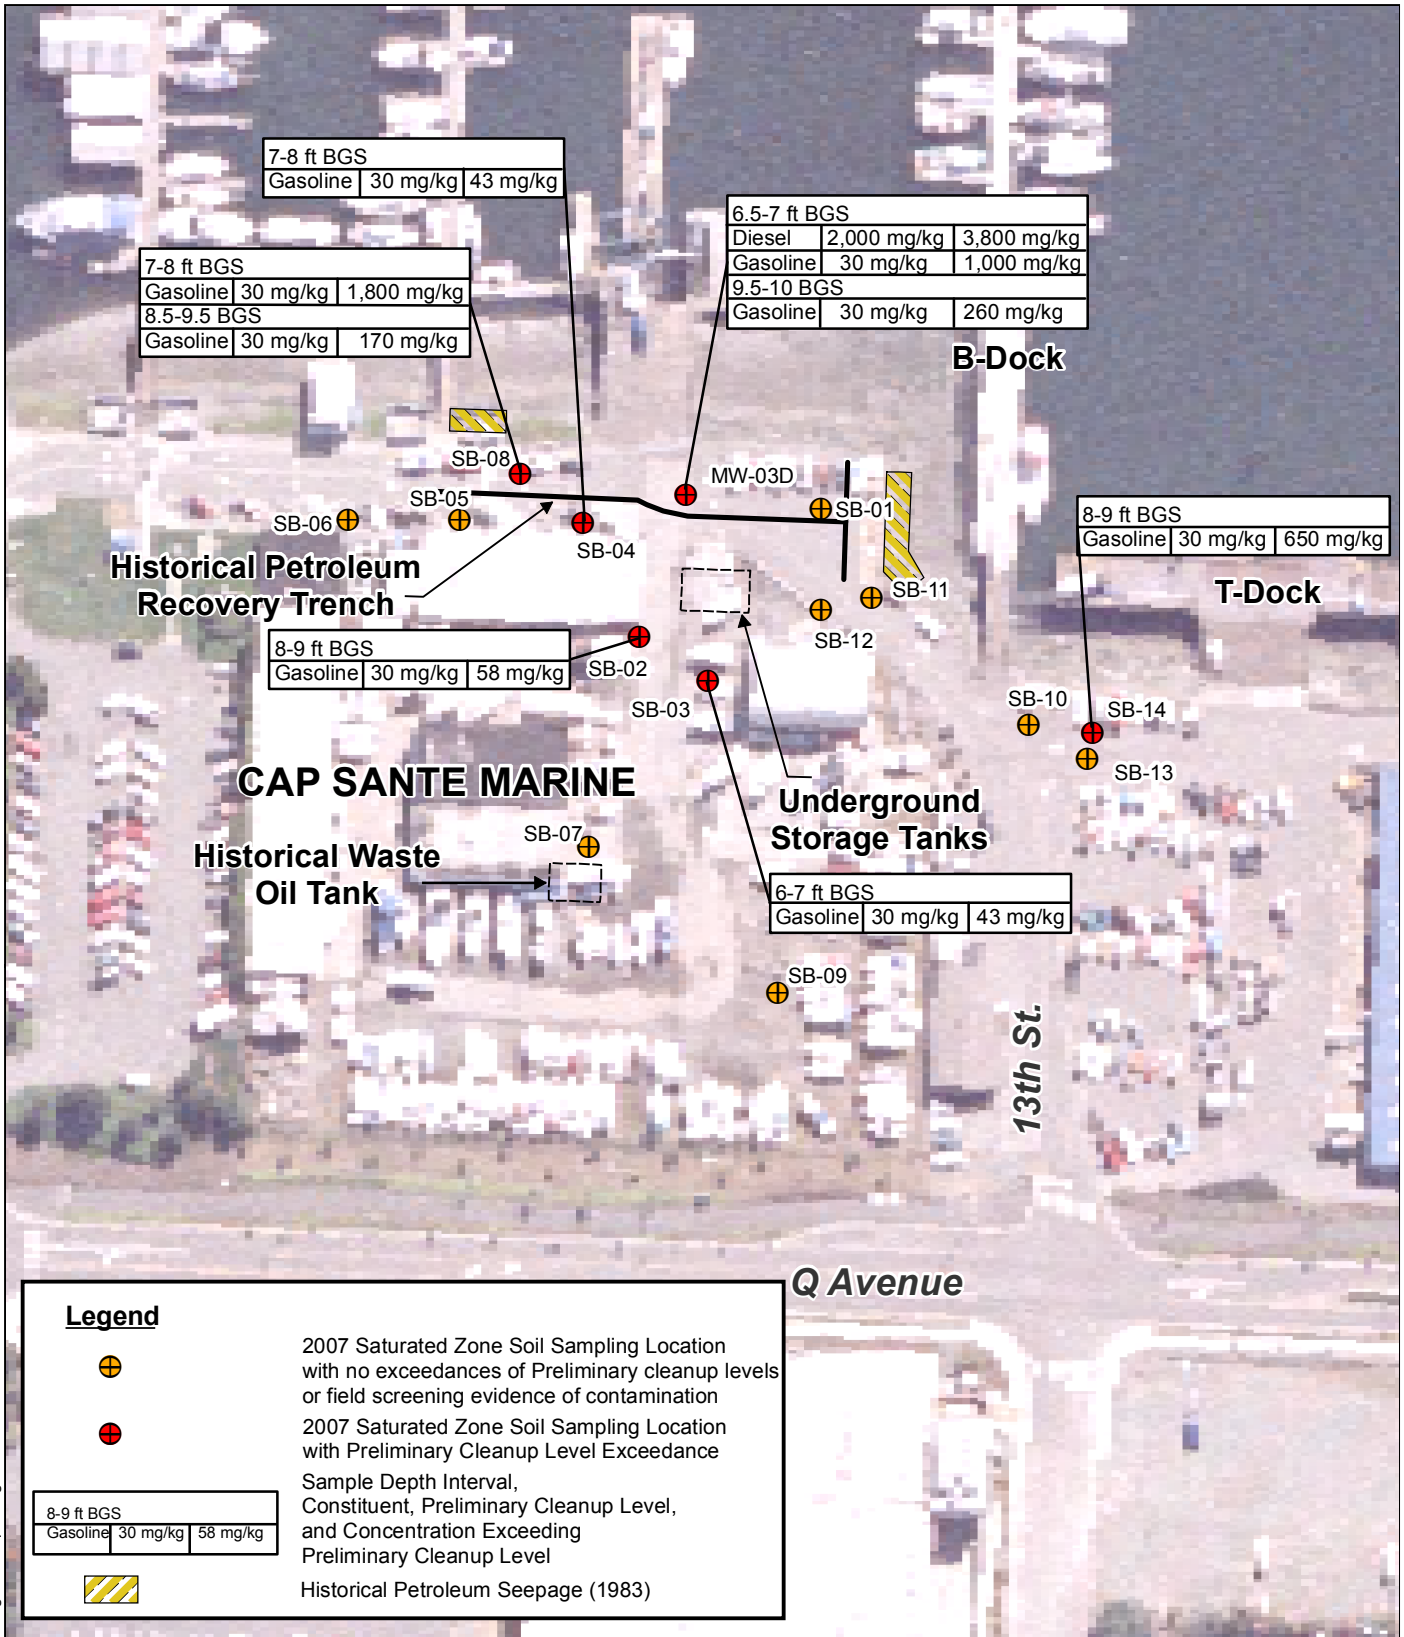 7-8 ft BGS
Gasoline 30 mg/kg 43 mg/kg
6.5-7 ft BGS
Diesel 2,000 mg/kg 3,800 mg/kg
Gasoline 30 mg/kg 1,000 mg/kg
9.5-10 BGS
Gasoline 30 mg/kg 260 mg/kg
7-8 ft BGS
Gasoline 30 mg/kg 1,800 mg/kg
8.5-9.5 BGS
Gasoline 30 mg/kg 170 mg/kg
B-Dock
SB-08
MW-03D
SB-05
SB-01
SB-06
SB-04
8-9 ft BGS
Gasoline 30 mg/kg 650 mg/kg
Historical Petroleum
Recovery Trench
T-Dock
SB-11
SB-12
8-9 ft BGS
Gasoline 30 mg/kg 58 mg/kg
SB-02
SB-03
SB-10
SB-14
SB-13
CAP SANTE MARINE
Underground
Storage Tanks
SB-07
Historical Waste
Oil Tank
6-7 ft BGS
Gasoline 30 mg/kg 43 mg/kg
SB-09
13th St.
Q Avenue
Legend
2007 Saturated Zone Soil Sampling Location
with no exceedances of Preliminary cleanup levels
or field screening evidence of contamination
2007 Saturated Zone Soil Sampling Location
with Preliminary Cleanup Level Exceedance
8-9 ft BGS
Gasoline 30 mg/kg 58 mg/kg
Sample Depth Interval,
Constituent, Preliminary Cleanup Level,
and Concentration Exceeding
Preliminary Cleanup Level
Historical Petroleum Seepage (1983)